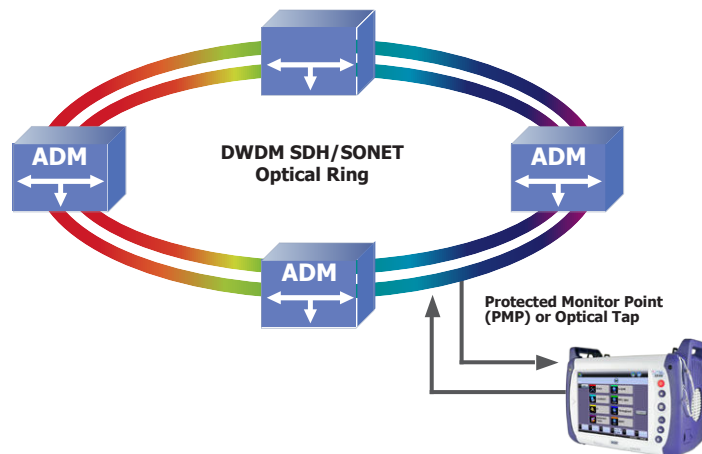 ADM
DWDM SDH/SONET
Optical Ring
ADM
ADM
Protected Monitor Point
(PMP) or Optical Tap